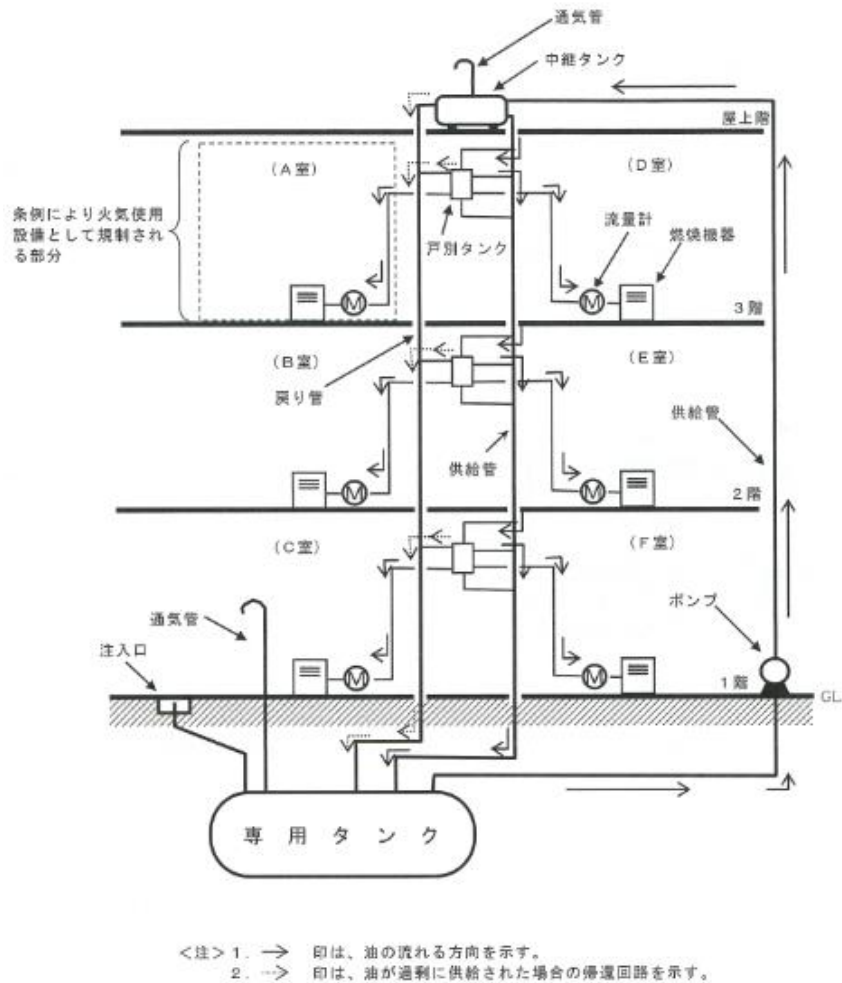 通気管
中継タンク
屋上階
(A室)
(D室)
条例により火気使用
設備として規制され
る部分
流量計
燃焼機器
戸別タンク
M
M
3階
(B室)
(E室)
戻り管
供給管
供給管
M
M
2階
(C室)
(F室)
通気管
ポンプ
注入口
M
M
1階
GL
専用タンク
<注>1. → 印は、油の流れる方向を示す。
2. ⇢ 印は、油が過剰に供給された場合の帰還回路を示す。